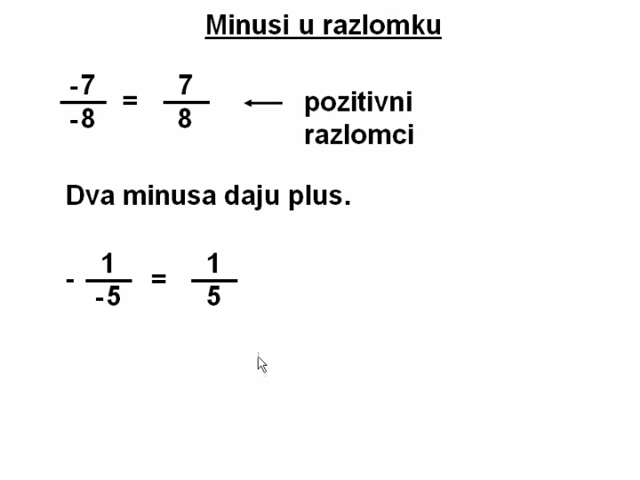 Minusi u razlomku
-7/-8 = 7/8 ← pozitivni
razlomci
Dva minusa daju plus.
- 1/-5 = 1/5